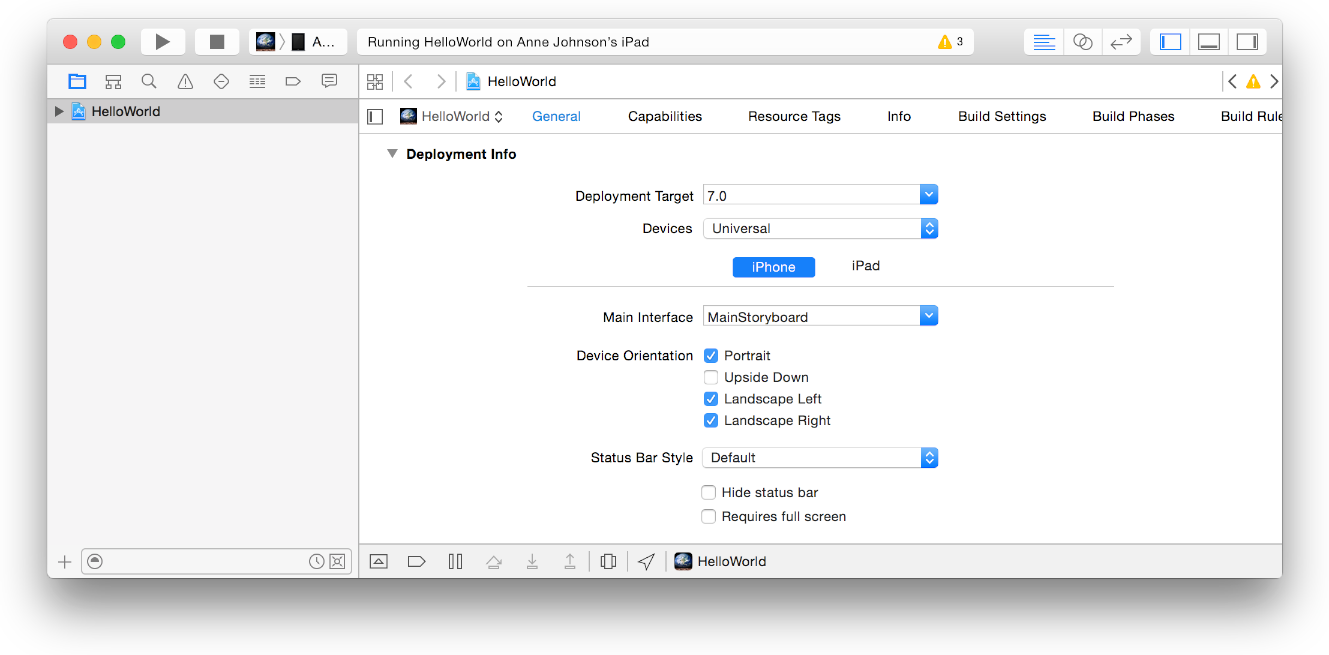 A...
Running HelloWorld on Anne Johnson's iPad
3
HelloWorld
HelloWorld
HelloWorld General Capabilities Resource Tags Info Build Settings Build Phases Build Rule
Deployment Info
Deployment Target 7.0
Devices Universal
iPhone iPad
Main Interface MainStoryboard
Device Orientation Portrait
Upside Down
Landscape Left
Landscape Right
Status Bar Style Default
Hide status bar
Requires full screen
HelloWorld